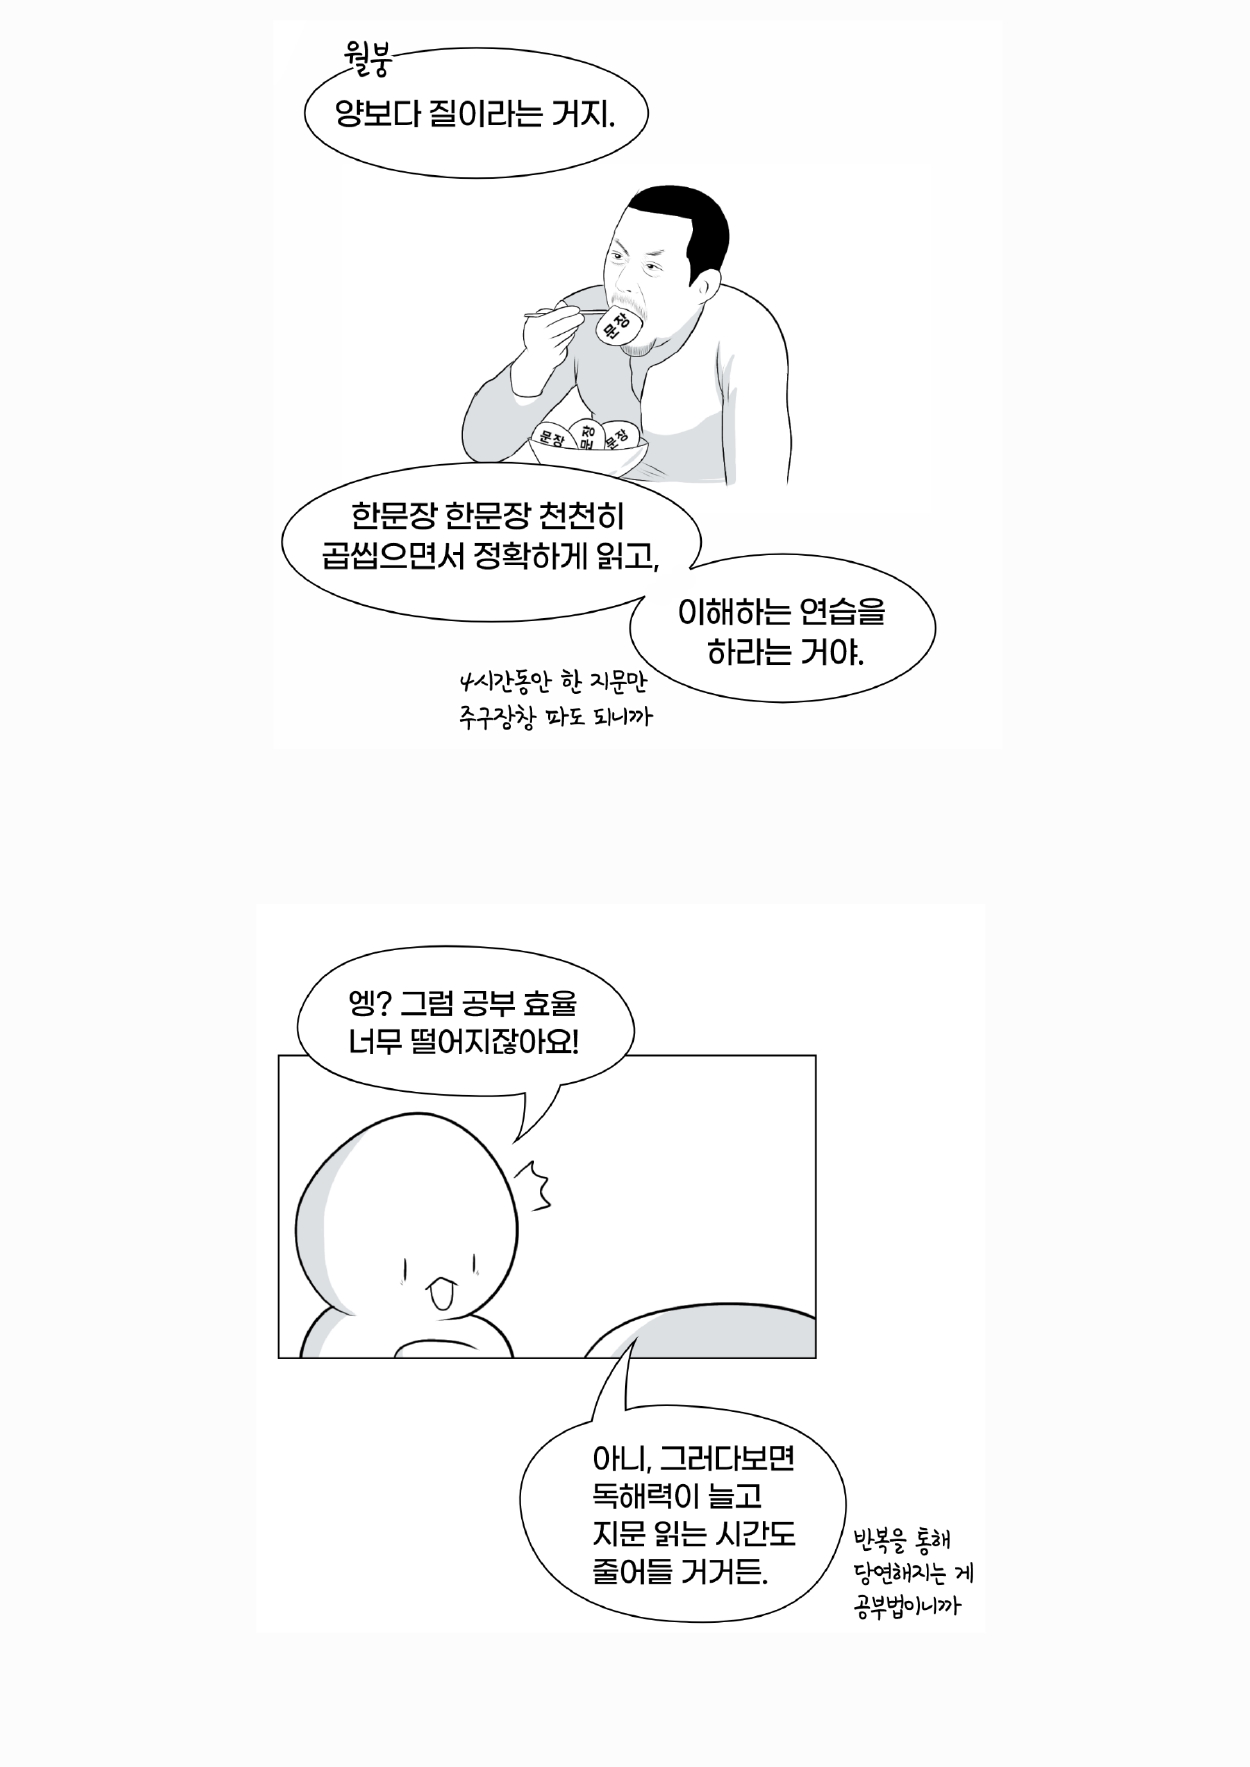 월붕
양보다 질이라는 거지.
문장
문장
문장
문장
한문장 한문장 천천히
곱씹으면서 정확하게 읽고,
이해하는 연습을
하라는 거야.
4시간동안 한 지문만
주구장창 파도 되니까
엥? 그럼 공부 효율
너무 떨어지잖아요!
아니, 그러다보면
독해력이 늘고
지문 읽는 시간도
줄어들 거거든.
반복을 통해
당연해지는 게
공부법이니까